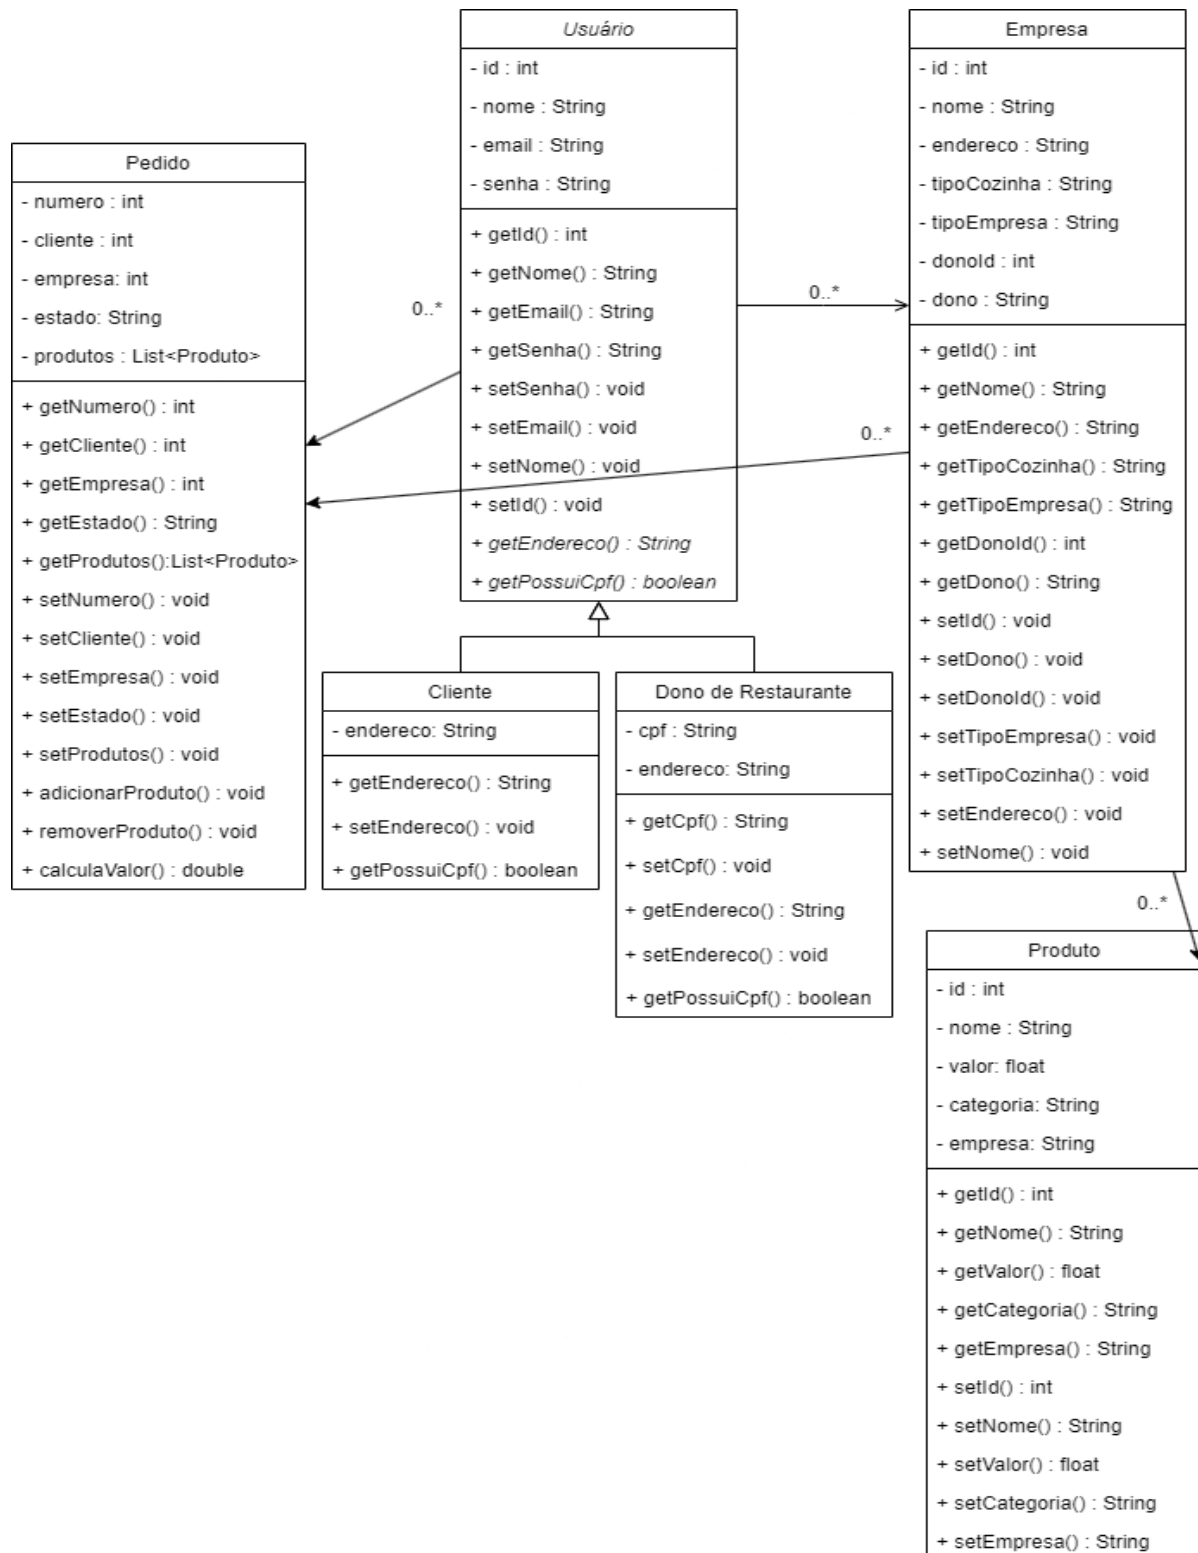 Usuário
- id : int
- nome : String
- email : String
- senha : String
+ getId() : int
+ getNome() : String
+ getEmail() : String
+ getSenha() : String
+ setSenha() : void
+ setEmail() : void
+ setNome() : void
+ setId() : void
+ getEndereco() : String
+ getPossuiCpf() : boolean
Empresa
- id : int
- nome : String
- endereco : String
- tipoCozinha : String
- tipoEmpresa : String
- donoId : int
- dono : String
+ getId() : int
+ getNome() : String
+ getEndereco() : String
+ getTipoCozinha() : String
+ getTipoEmpresa() : String
+ getDonoId() : int
+ getDono() : String
+ setId() : void
+ setDono() : void
+ setDonoId() : void
+ setTipoEmpresa() : void
+ setTipoCozinha() : void
+ setEndereco() : void
+ setNome() : void
Pedido
- numero : int
- cliente : int
- empresa: int
- estado: String
- produtos : List<Produto>
+ getNumero() : int
+ getCliente() : int
+ getEmpresa() : int
+ getEstado() : String
+ getProdutos():List<Produto>
+ setNumero() : void
+ setCliente() : void
+ setEmpresa() : void
+ setEstado() : void
+ setProdutos() : void
+ adicionarProduto() : void
+ removerProduto() : void
+ calculaValor() : double
0..*
0..*
0..*
Cliente
- endereco: String
+ getEndereco() : String
+ setEndereco() : void
+ getPossuiCpf() : boolean
Dono de Restaurante
- cpf : String
- endereco: String
+ getCpf() : String
+ setCpf() : void
+ getEndereco() : String
+ setEndereco() : void
+ getPossuiCpf() : boolean
0..*
Produto
- id : int
- nome : String
- valor: float
- categoria: String
- empresa: String
+ getId() : int
+ getNome() : String
+ getValor() : float
+ getCategoria() : String
+ getEmpresa() : String
+ setId() : int
+ setNome() : String
+ setValor() : float
+ setCategoria() : String
+ setEmpresa() : String